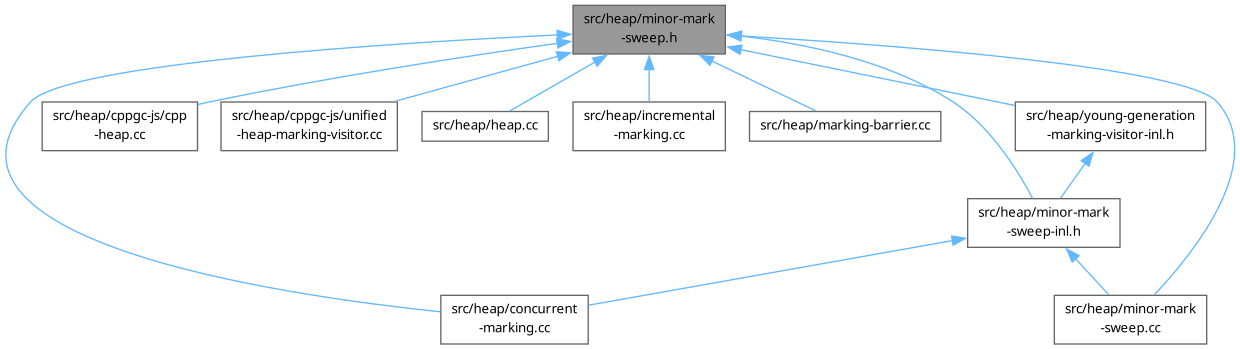 src/heap/minor-mark
-sweep.h
src/heap/cppgc-js/cpp
-heap.cc
src/heap/cppgc-js/unified
-heap-marking-visitor.cc
src/heap/heap.cc
src/heap/incremental
-marking.cc
src/heap/marking-barrier.cc
src/heap/young-generation
-marking-visitor-inl.h
src/heap/minor-mark
-sweep-inl.h
src/heap/concurrent
-marking.cc
src/heap/minor-mark
-sweep.cc